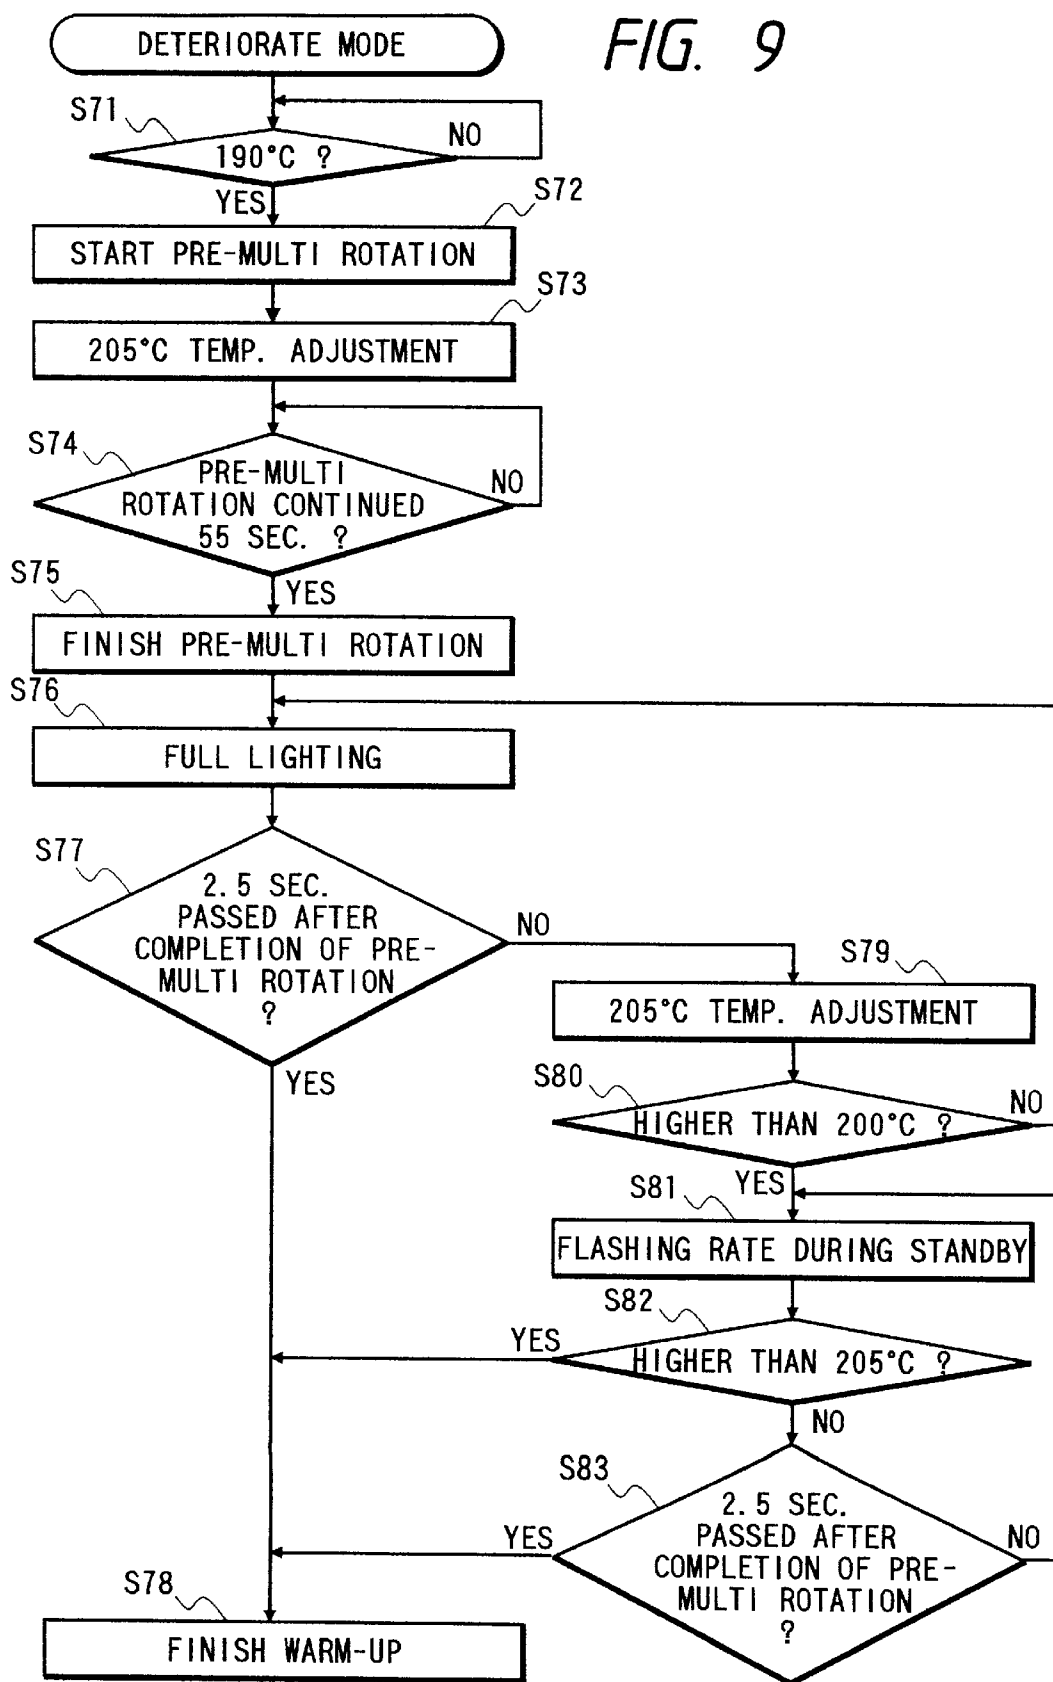 DETERIORATE MODE
FIG. 9
S71
190°C ?
NO
YES
S72
START PRE-MULTI ROTATION
S73
205°C TEMP. ADJUSTMENT
S74
PRE-MULTI
ROTATION CONTINUED
55 SEC. ?
NO
YES
S75
FINISH PRE-MULTI ROTATION
S76
FULL LIGHTING
S77
2.5 SEC.
PASSED AFTER
COMPLETION OF PRE-
MULTI ROTATION
?
NO
YES
S79
205°C TEMP. ADJUSTMENT
S80
HIGHER THAN 200°C ?
NO
YES
S81
FLASHING RATE DURING STANDBY
S82
HIGHER THAN 205°C ?
YES
NO
S83
2.5 SEC.
PASSED AFTER
COMPLETION OF PRE-
MULTI ROTATION
?
YES
NO
S78
FINISH WARM-UP